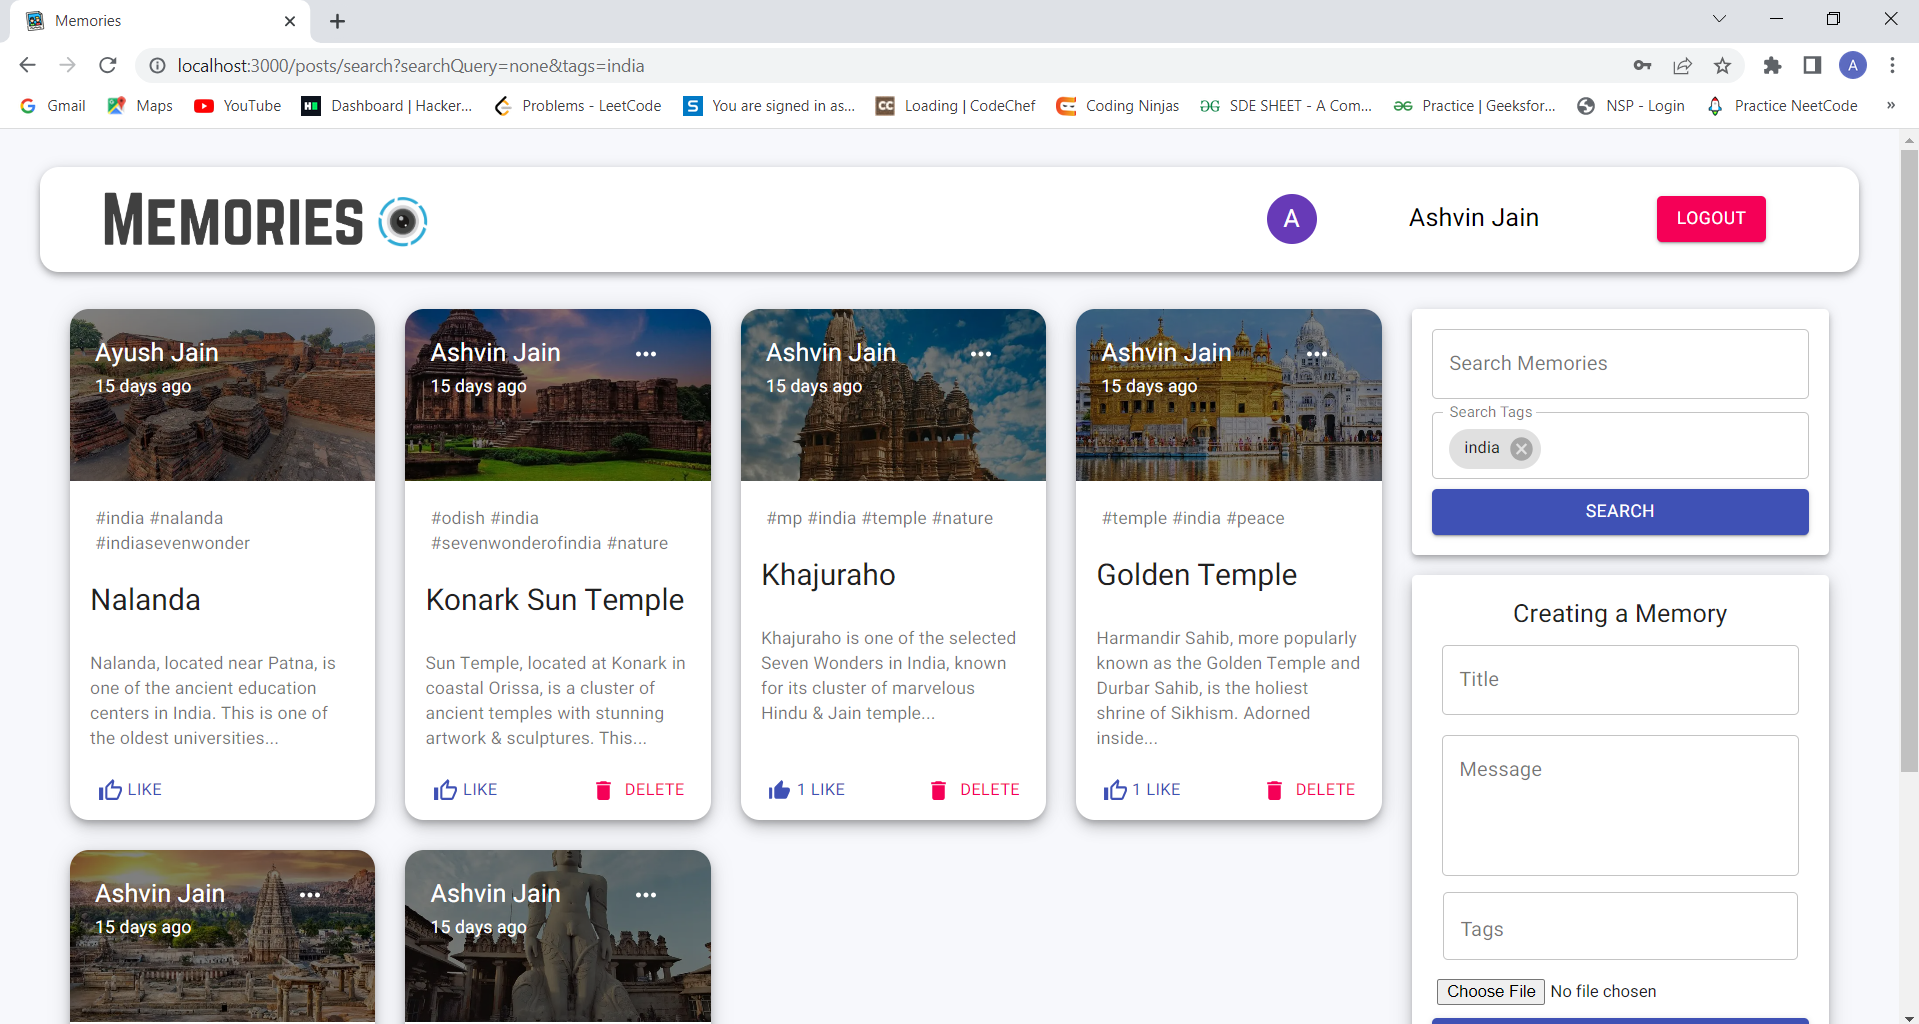 Memories
localhost:3000/posts/search?searchQuery=none&tags=india
A
Gmail
Maps
YouTube
Dashboard | Hacker...
Problems - LeetCode
You are signed in as...
Loading | CodeChef
Coding Ninjas
SDE SHEET - A Com...
Practice | Geeksfor...
NSP - Login
Practice NeetCode
»
MEMORIES
A
Ashvin Jain
LOGOUT
Ayush Jain
15 days ago
#india #nalanda
#indiasevenwonder
Nalanda
Nalanda, located near Patna, is
one of the ancient education
centers in India. This is one of
the oldest universities...
LIKE
Ashvin Jain
15 days ago
#odish #india
#sevenwonderofindia #nature
Konark Sun Temple
Sun Temple, located at Konark in
coastal Orissa, is a cluster of
ancient temples with stunning
artwork & sculptures. This...
LIKE
DELETE
Ashvin Jain
15 days ago
#mp #india #temple #nature
Khajuraho
Khajuraho is one of the selected
Seven Wonders in India, known
for its cluster of marvelous
Hindu & Jain temple...
1 LIKE
DELETE
Ashvin Jain
15 days ago
#temple #india #peace
Golden Temple
Harmandir Sahib, more popularly
known as the Golden Temple and
Durbar Sahib, is the holiest
shrine of Sikhism. Adorned
inside...
1 LIKE
DELETE
Ashvin Jain
15 days ago
Ashvin Jain
15 days ago
Search Memories
Search Tags
india
SEARCH
Creating a Memory
Title
Message
Tags
Choose File No file chosen